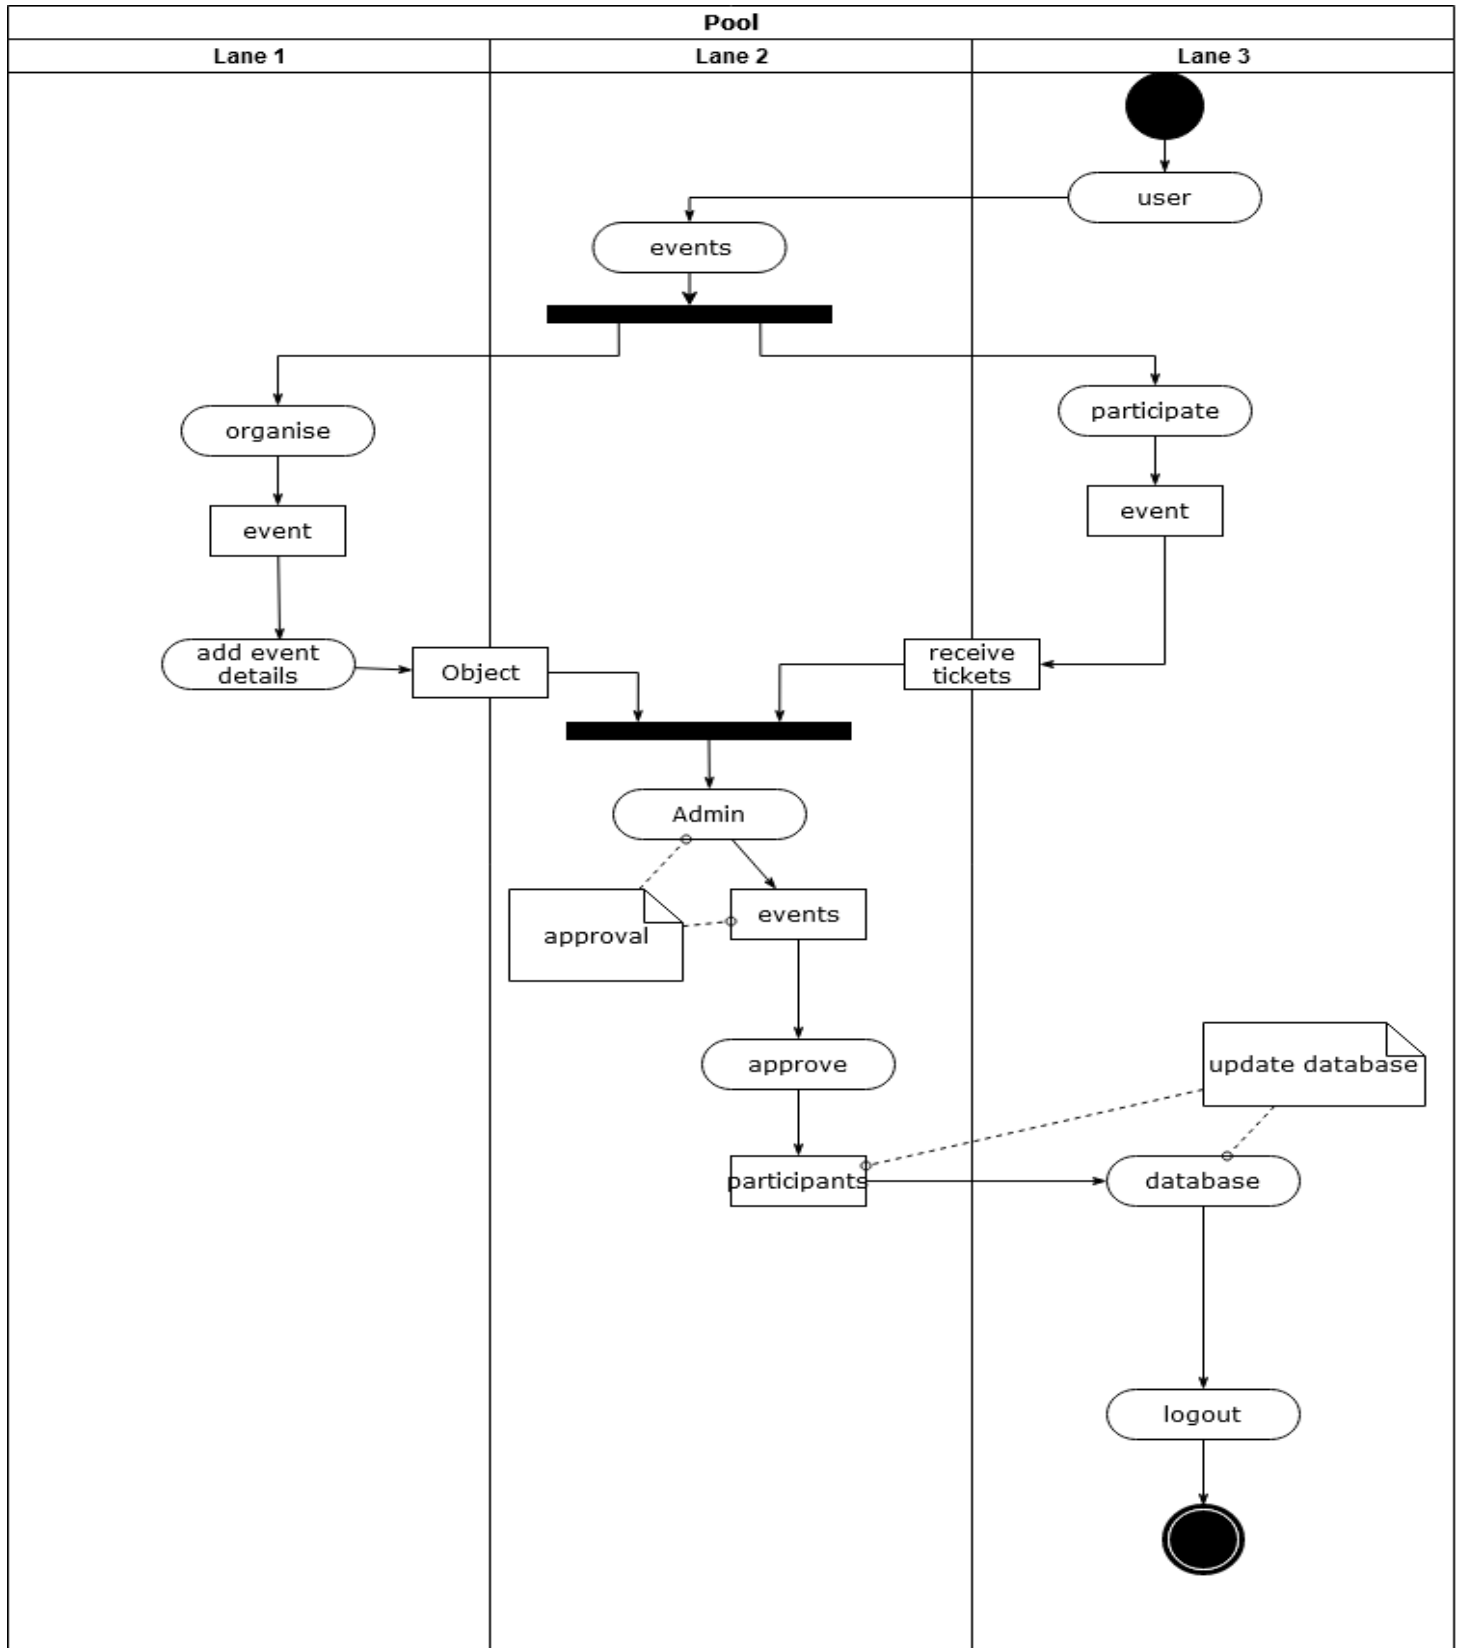 Pool
Lane 1
Lane 2
Lane 3
user
events
organise
participate
event
event
add event
details
Object
receive
tickets
Admin
events
approval
approve
update database
participants
database
logout